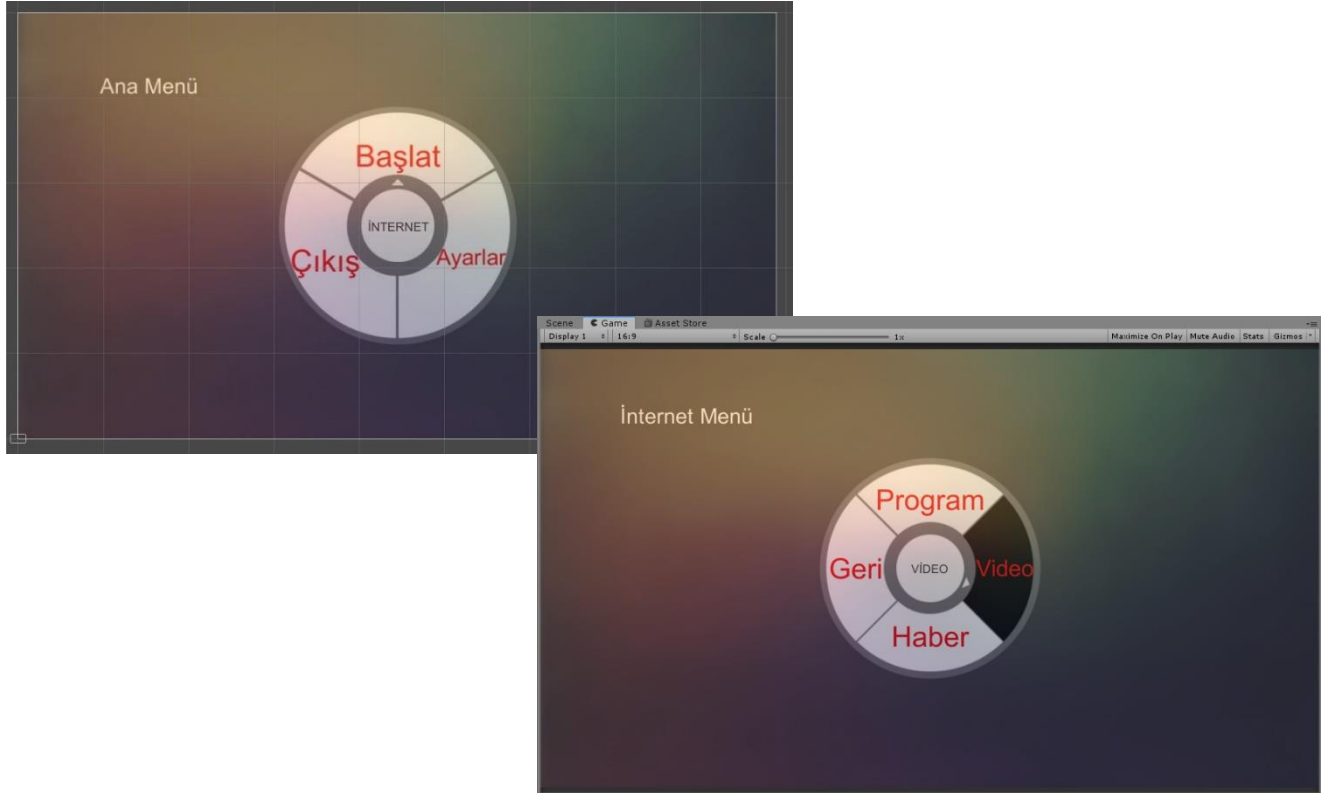 Ana Menü
Başlat
İNTERNET
Çıkış
Ayarlar
Scene Game Asset Store
Display 1 16:9 Scale 1x Maximize On Play Mute Audio Stats Gizmos
İnternet Menü
Program
Geri
VİDEO
Video
Haber